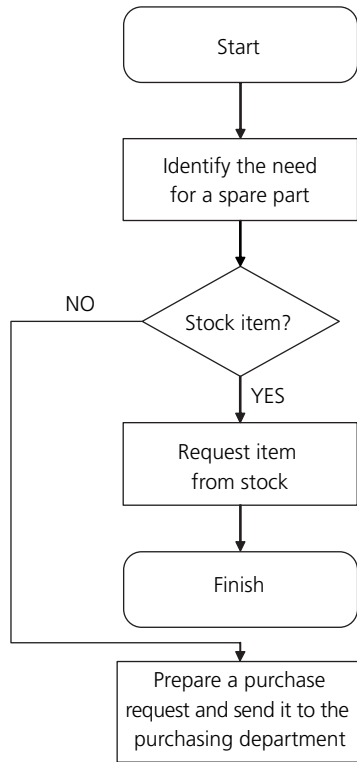 Start
Identify the need
for a spare part
NO
Stock item?
YES
Request item
from stock
Finish
Prepare a purchase
request and send it to the
purchasing department